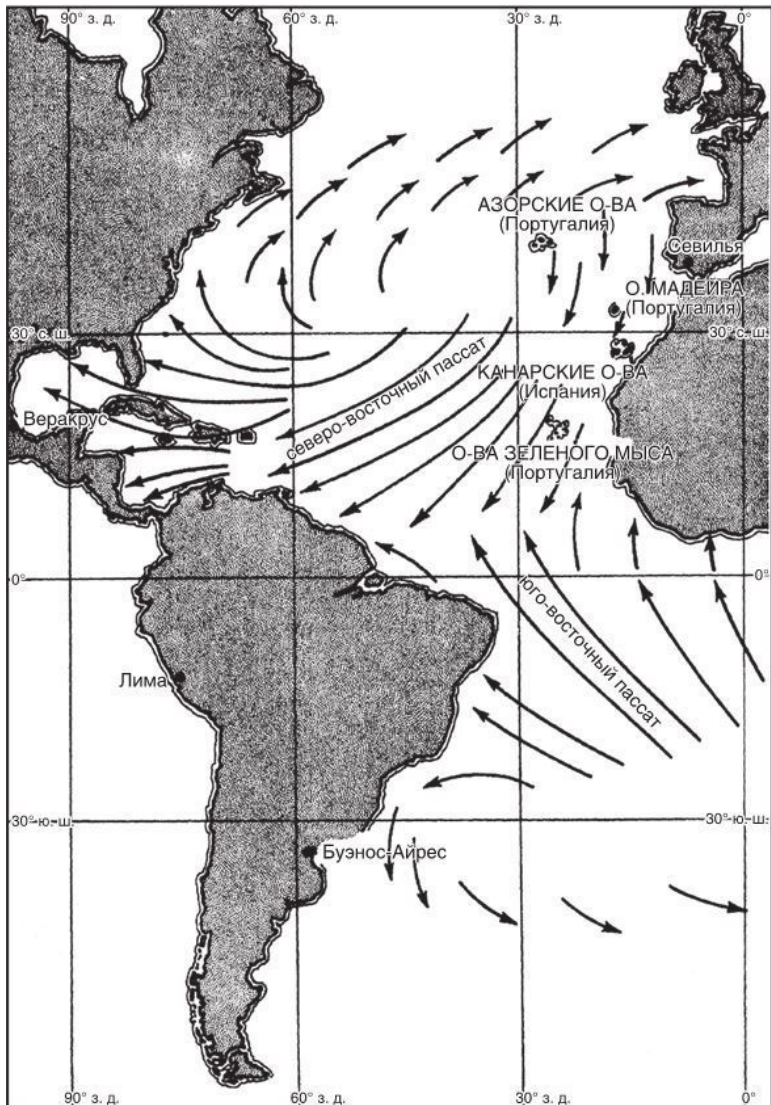 90° з. д.
60° з. д.
30° з. д.
0°
АЗОРСКИЕ О-ВА
(Португалия)
Севилья
О. МАДЕЙРА
(Португалия)
30° с. ш.
30° с. ш.
КАНАРСКИЕ О-ВА
(Испания)
северо-восточный пассат
Веракрус
О-ВА ЗЕЛЕНОГО МЫСА
(Португалия)
0°
0°
юго-восточный пассат
Лима
30° ю. ш.
30° ю. ш.
Буэнос-Айрес
90° з. д.
60° з. д.
30° з. д.
0°